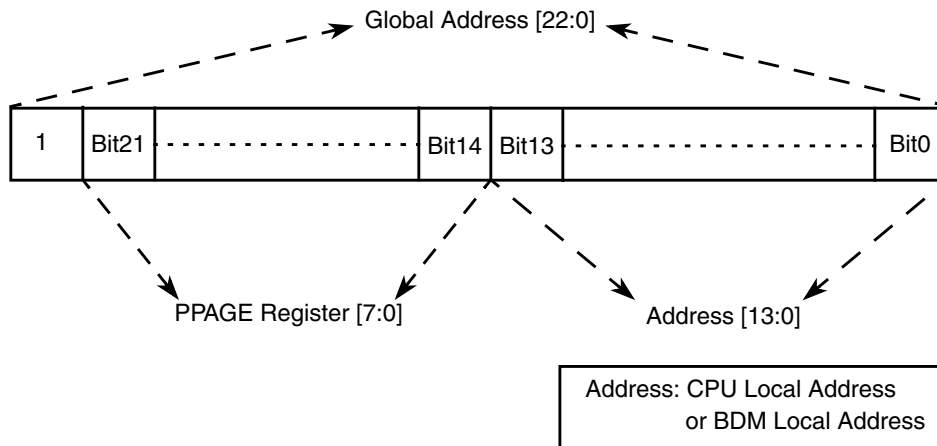 Global Address [22:0]
1 Bit21 Bit14 Bit13 Bit0
PPAGE Register [7:0]
Address [13:0]
Address: CPU Local Address
or BDM Local Address